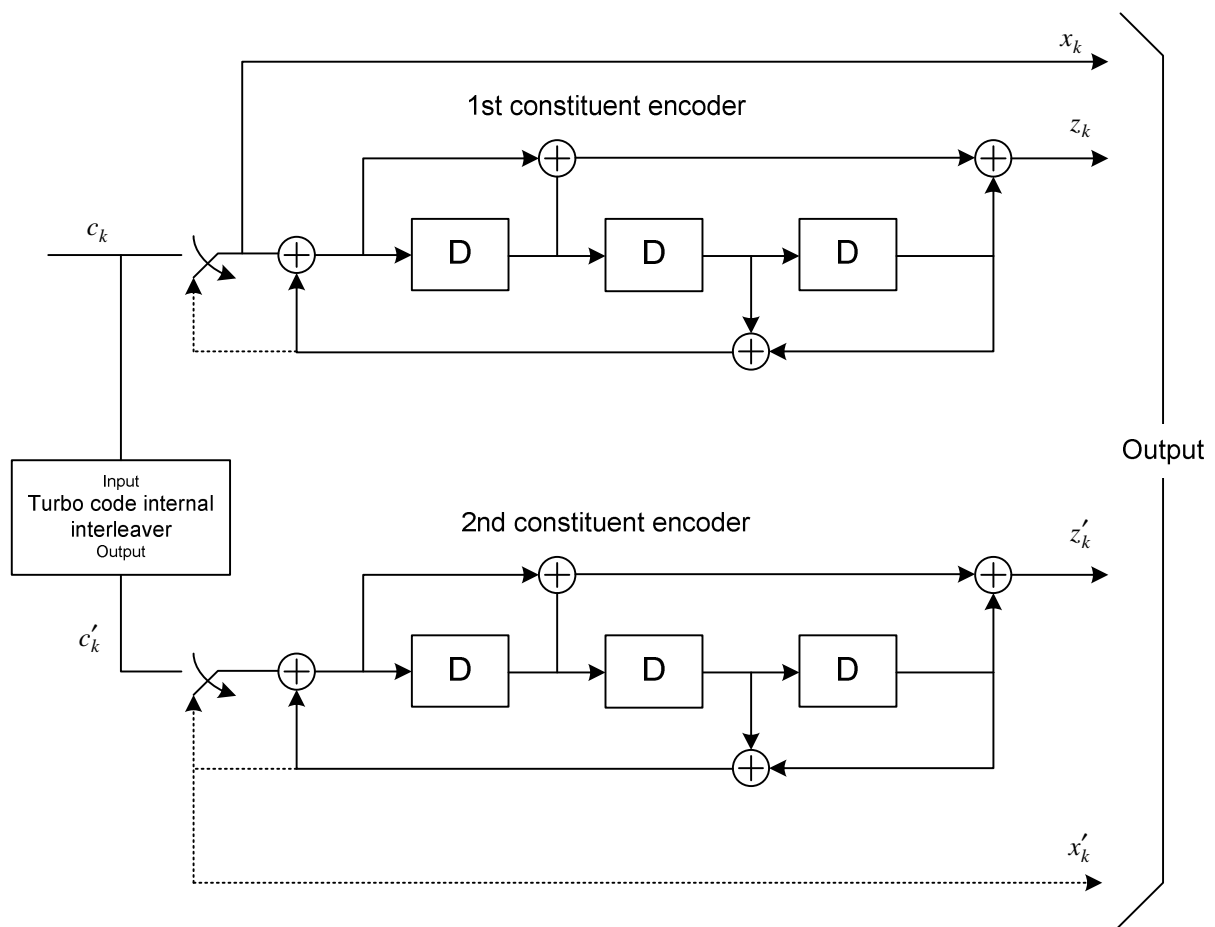 x_k
1st constituent encoder
z_k
c_k
D D D
Output
Input
Turbo code internal
interleaver
Output
2nd constituent encoder
z′_k
c′_k
D D D
x′_k